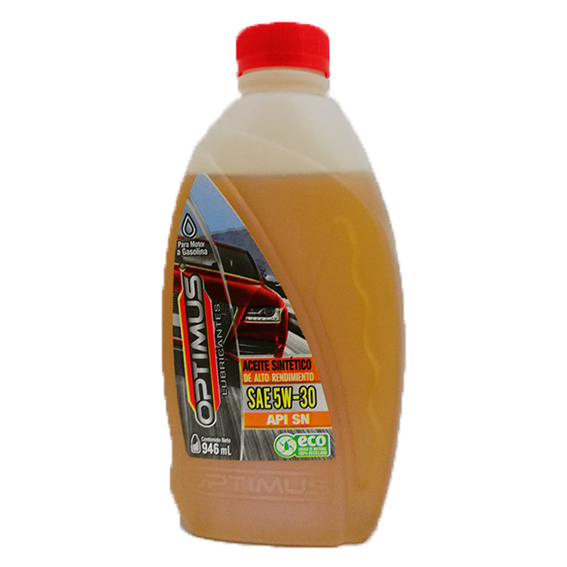 Para Motor
a Gasolina
OPTIMUS
LUBRICANTES
ACEITE SINTÉTICO
DE ALTO RENDIMIENTO
SAE 5W-30
API SN
eco
Contenido Neto
946 mL
OPTIMUS